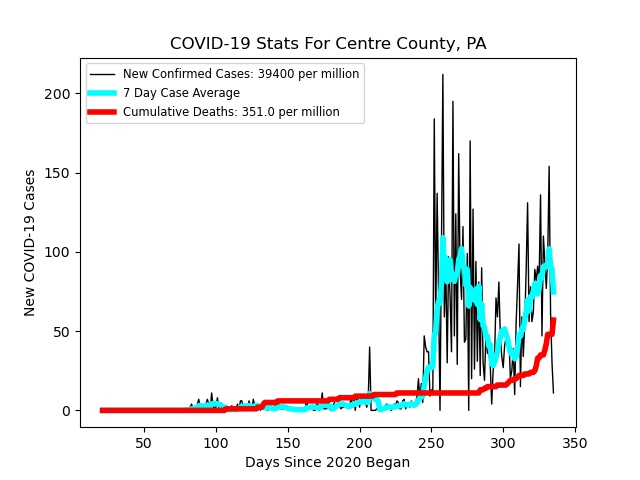 COVID-19 Stats For Centre County, PA
New Confirmed Cases: 39400 per million
7 Day Case Average
Cumulative Deaths: 351.0 per million
New COVID-19 Cases
200
150
100
50
0
50 100 150 200 250 300 350
Days Since 2020 Began